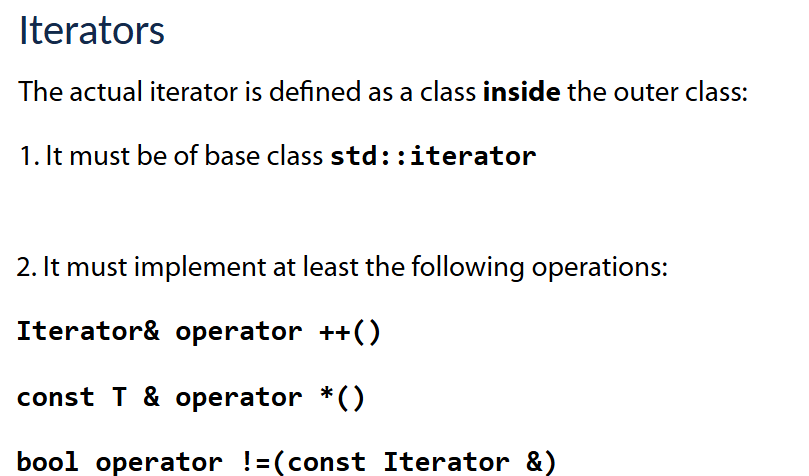 Iterators
The actual iterator is defined as a class inside the outer class:
1. It must be of base class std::iterator
2. It must implement at least the following operations:
Iterator& operator ++()
const T & operator *()
bool operator !=(const Iterator &)